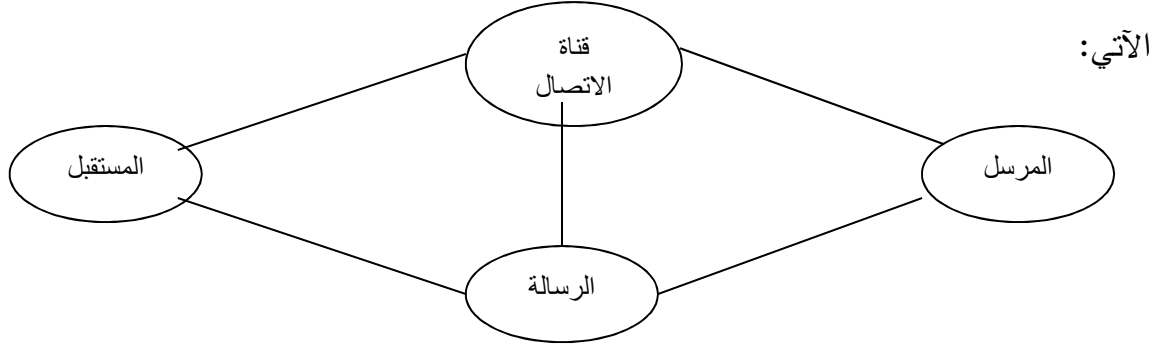 الآتي:
قناة
الاتصال
المرسل
المستقبل
الرسالة